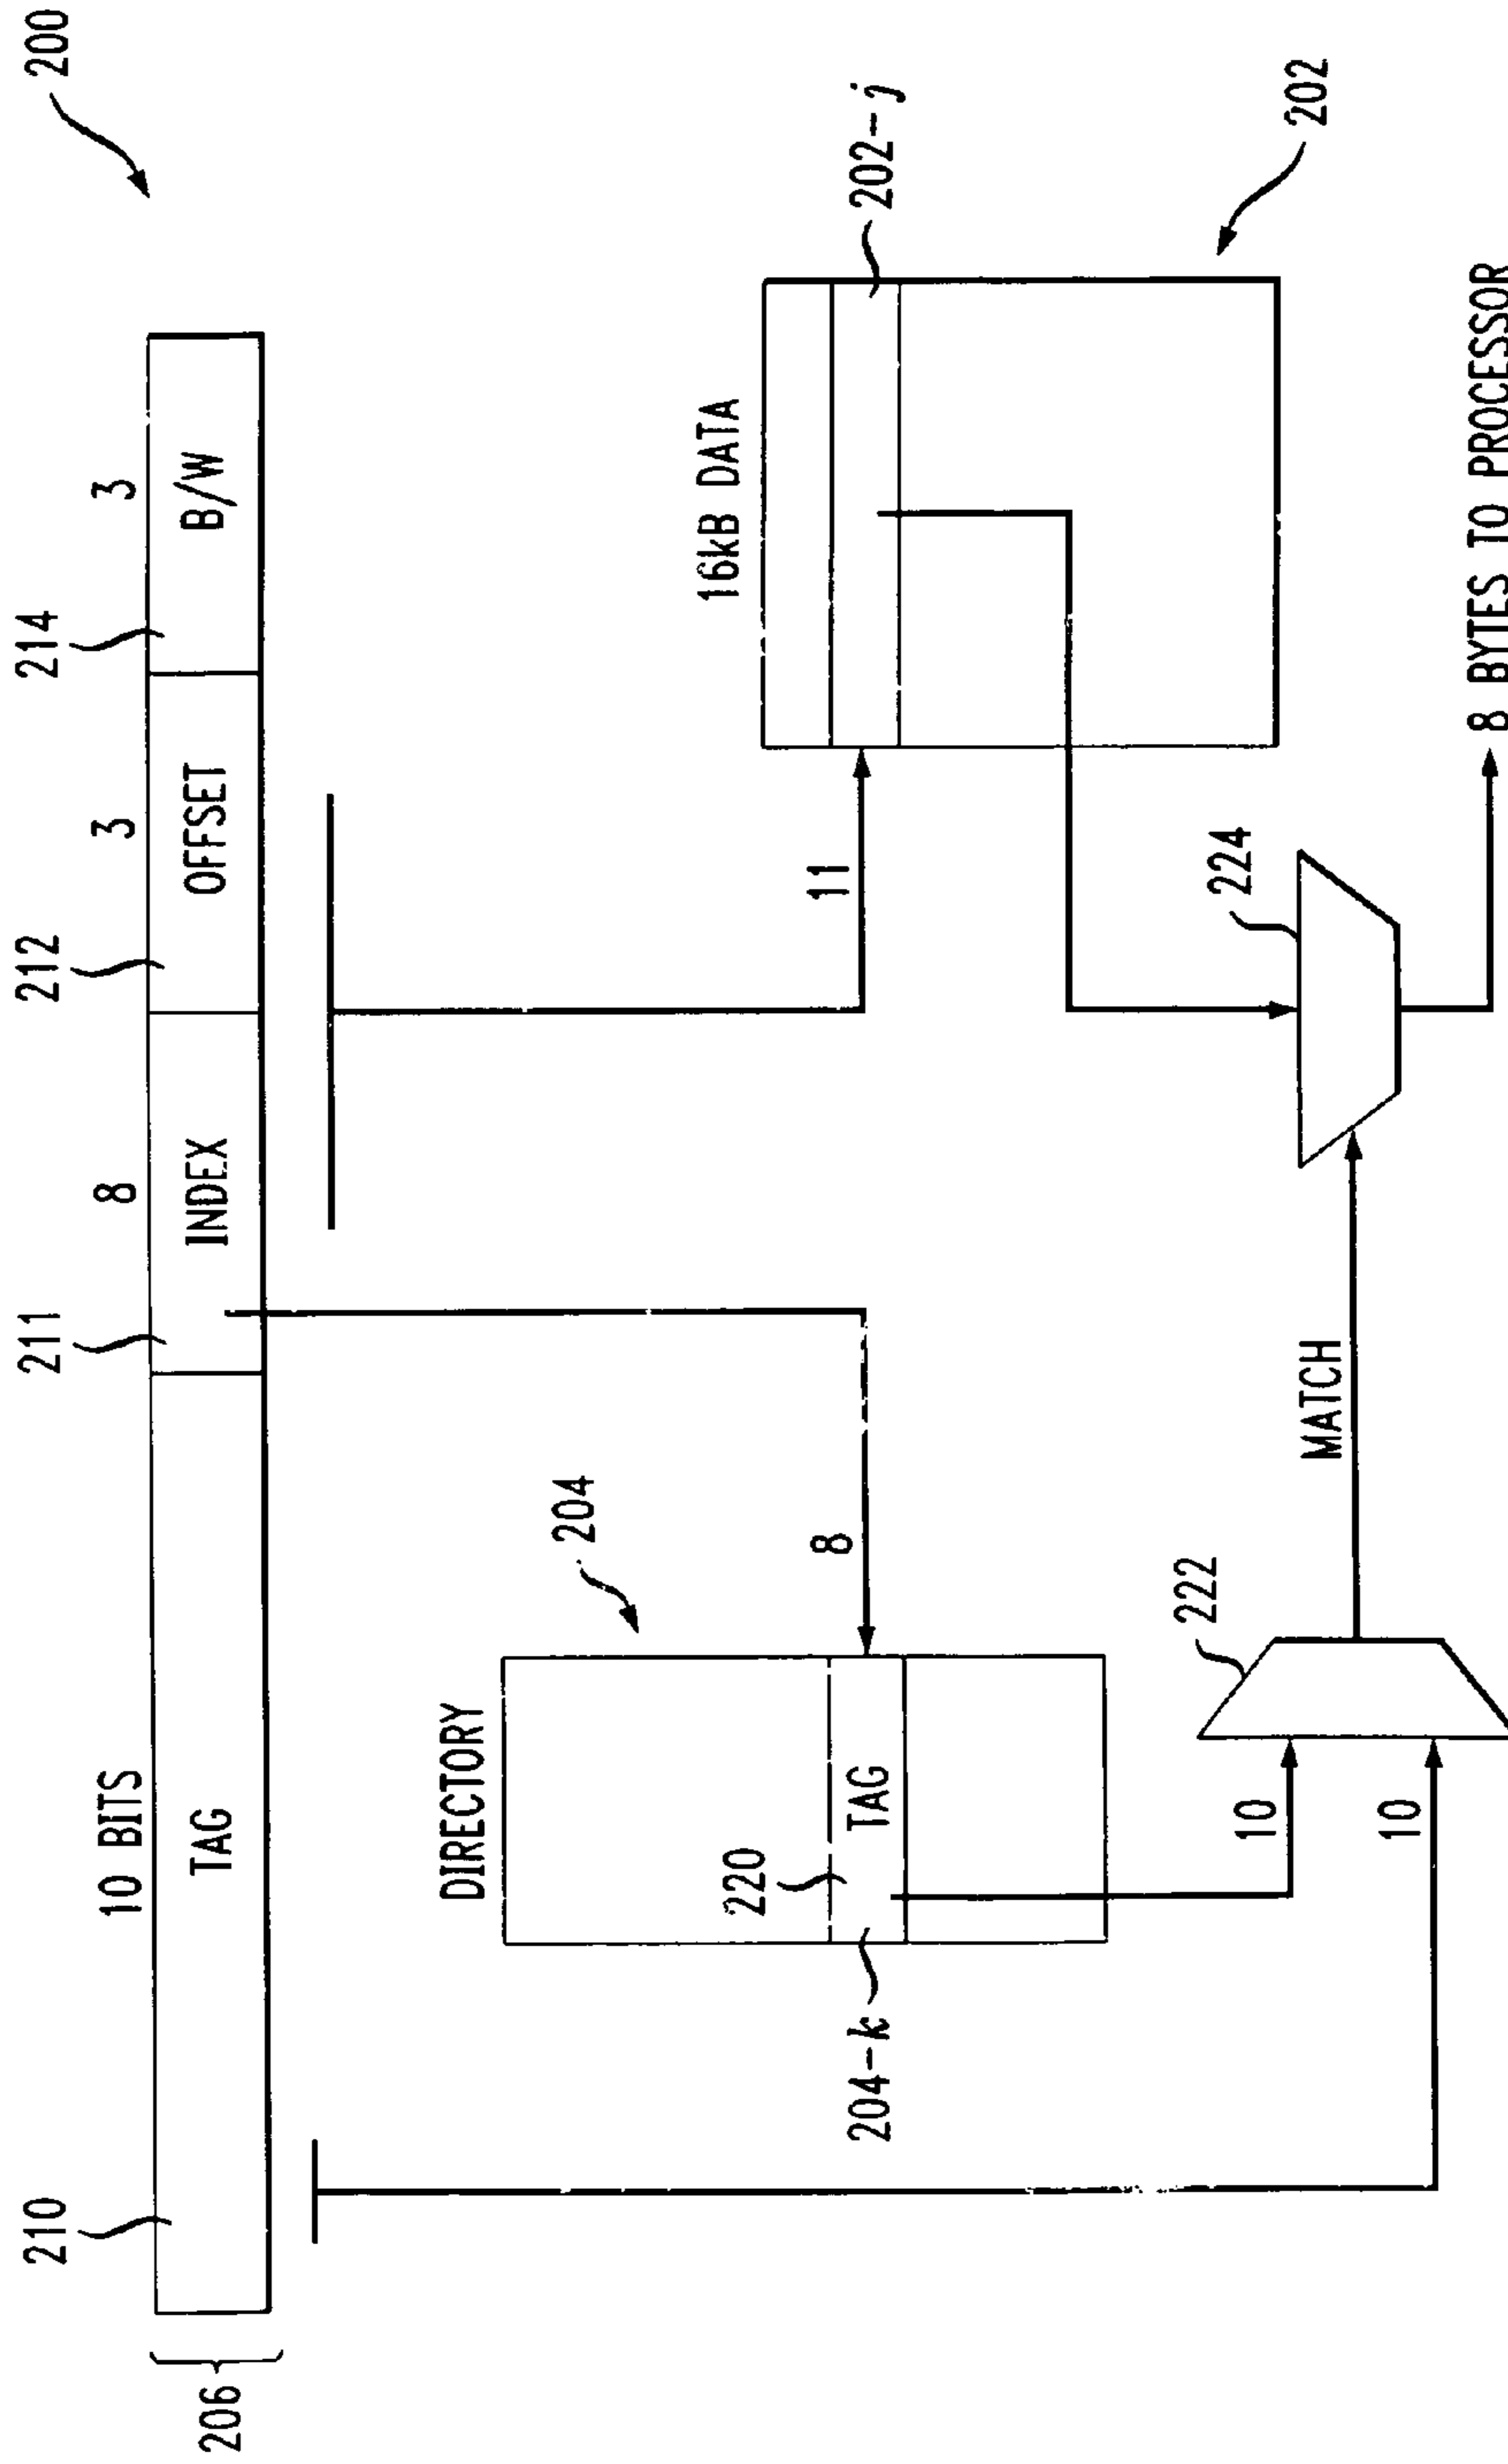 200
210
10 BITS
211
8
212
3
214
3
206
TAG
INDEX
OFFSET
B/W
DIRECTORY
204
16kB DATA
220
204-k
TAG
8
11
202-j
202
10
10
222
MATCH
224
8 BYTES TO PROCESSOR